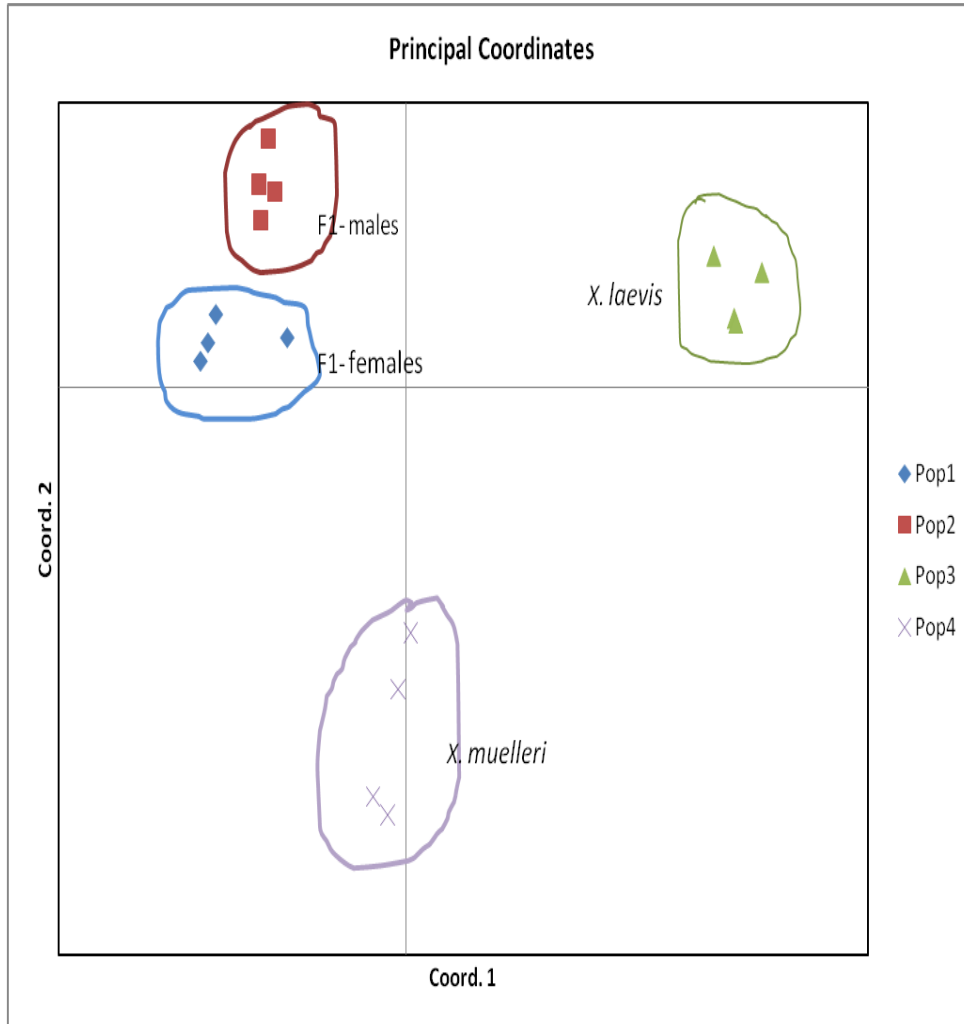 Principal Coordinates
F1- males
X. laevis
F1- females
Coord. 2
Pop1
Pop2
Pop3
Pop4
X. muelleri
Coord. 1